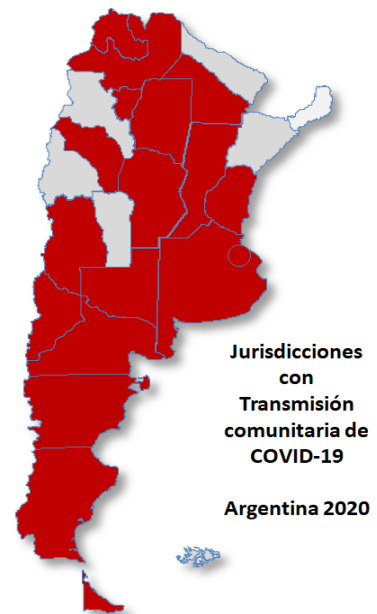 Jurisdicciones
con
Transmisión
comunitaria de
COVID-19
Argentina 2020